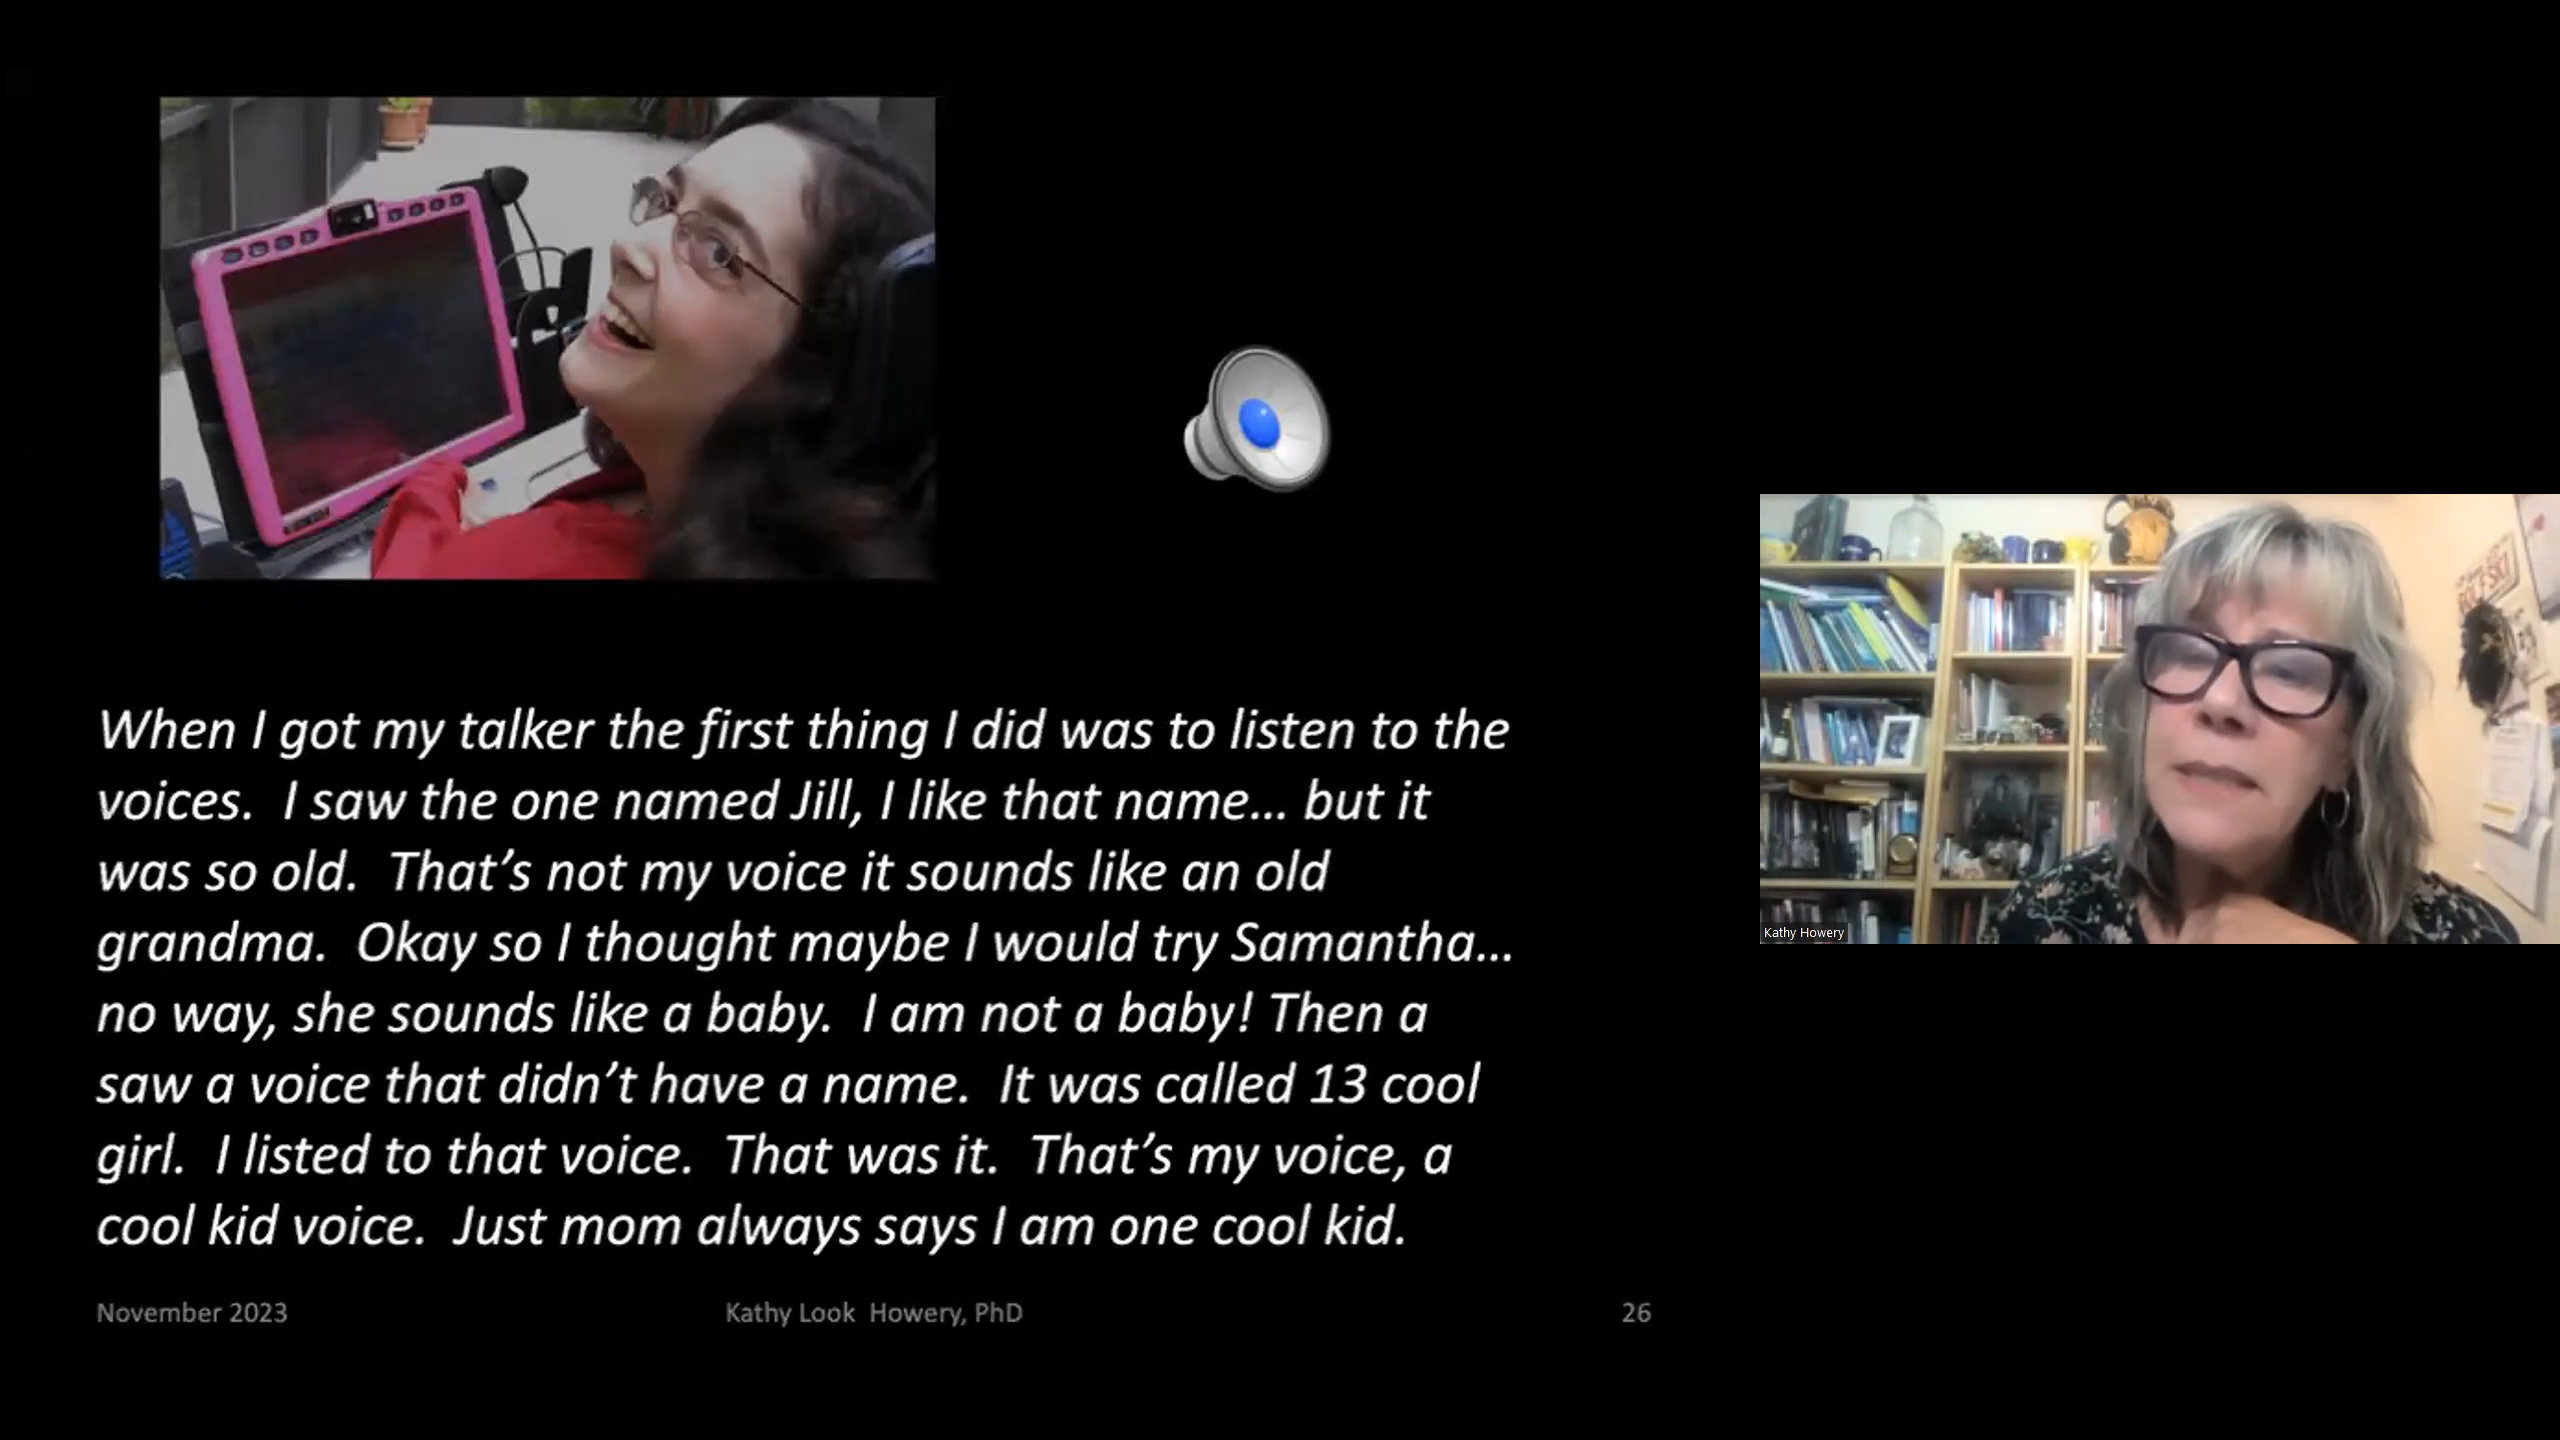 When I got my talker the first thing I did was to listen to the
voices.  I saw the one named Jill, I like that name... but it
was so old.  That’s not my voice it sounds like an old
grandma.  Okay so I thought maybe I would try Samantha...
no way, she sounds like a baby.  I am not a baby! Then a
saw a voice that didn’t have a name.  It was called 13 cool
girl.  I listed to that voice.  That was it.  That’s my voice, a
cool kid voice.  Just mom always says I am one cool kid.
Kathy Howery
November 2023
Kathy Look  Howery, PhD
26